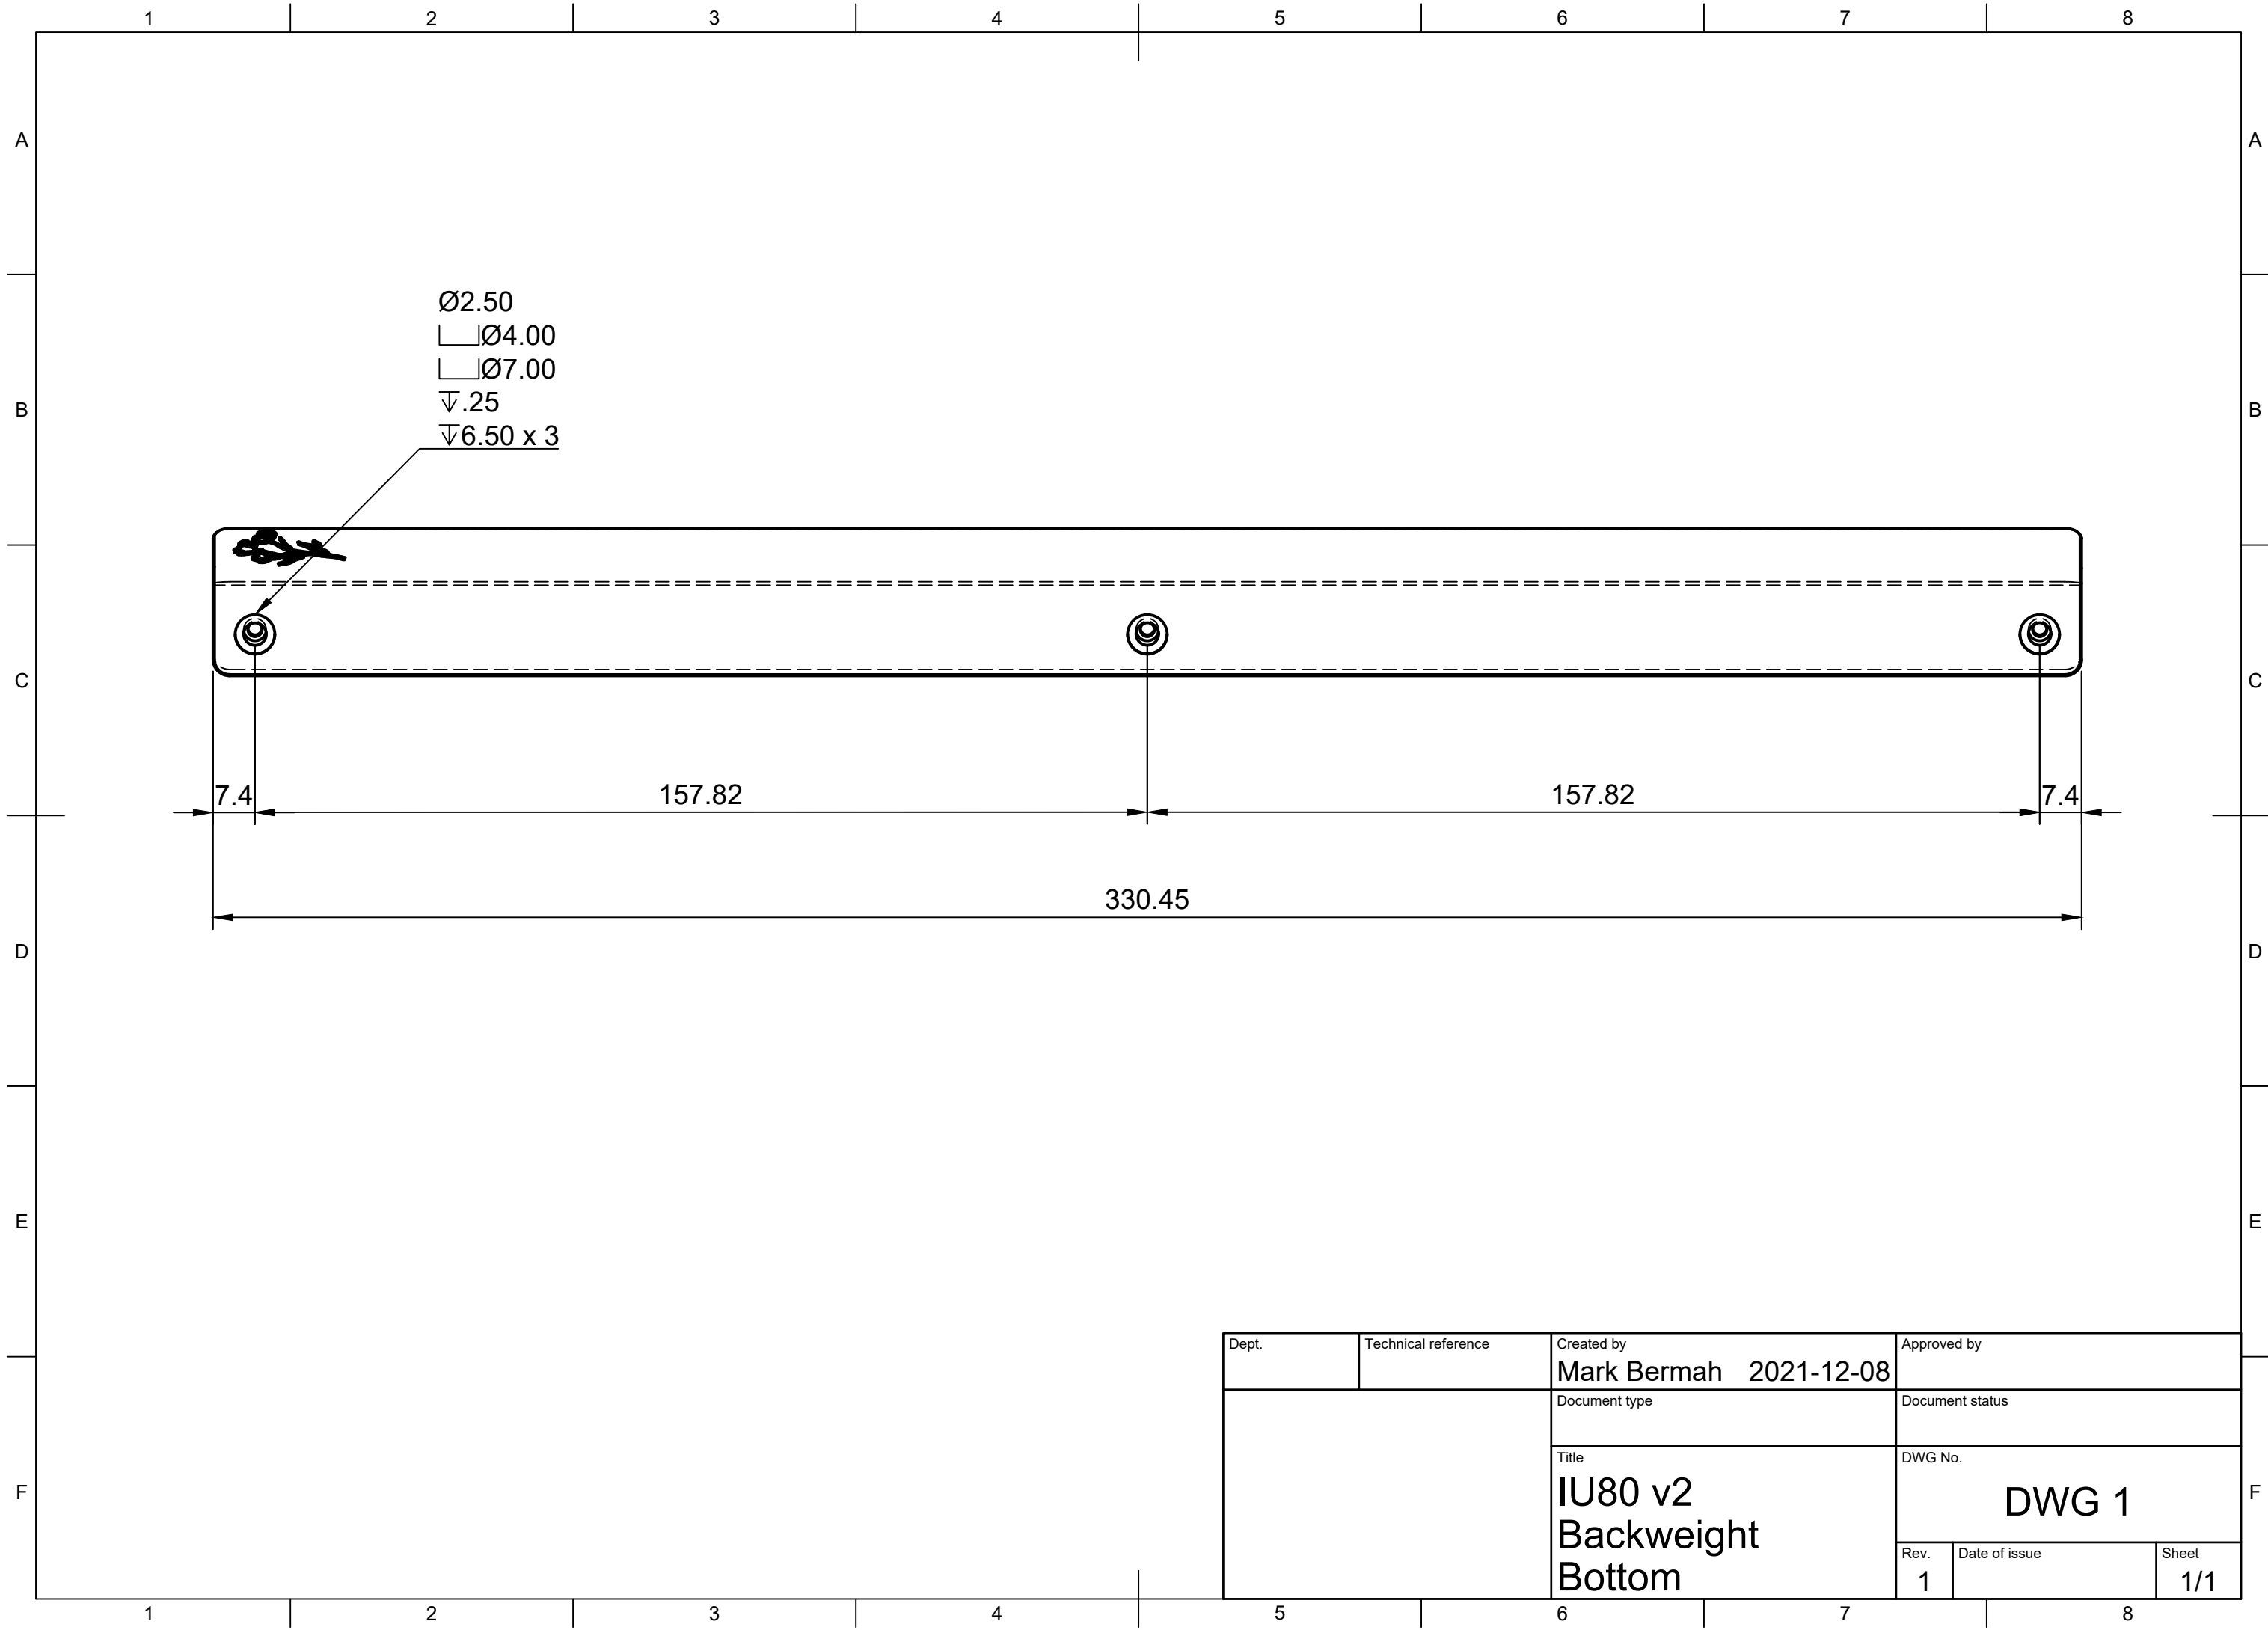 1 2 3 4 5 6 7 8
A A
Ø2.50
⌴Ø4.00
⌴Ø7.00
↧.25
↧6.50 x 3
B B
C C
7.4 157.82 157.82 7.4
330.45
D D
E E
Dept. Technical reference Created by Approved by
Mark Bermah 2021-12-08
Document type Document status
Title DWG No.
IU80 v2
DWG 1
Backweight
Bottom
Rev. Date of issue Sheet
1 1/1
F F
1 2 3 4 5 6 7 8